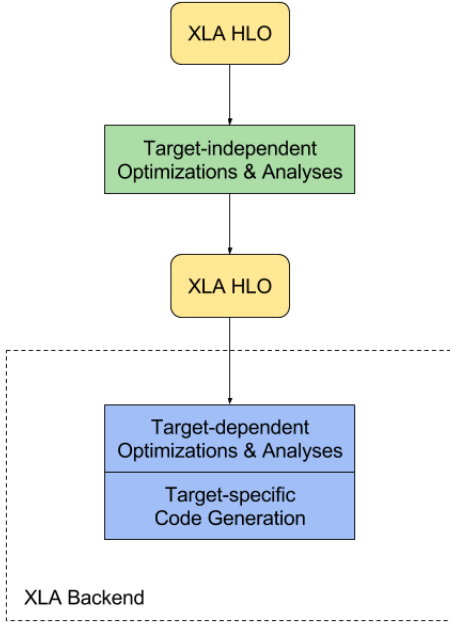 XLA HLO
Target-independent
Optimizations & Analyses
XLA HLO
Target-dependent
Optimizations & Analyses
Target-specific
Code Generation
XLA Backend